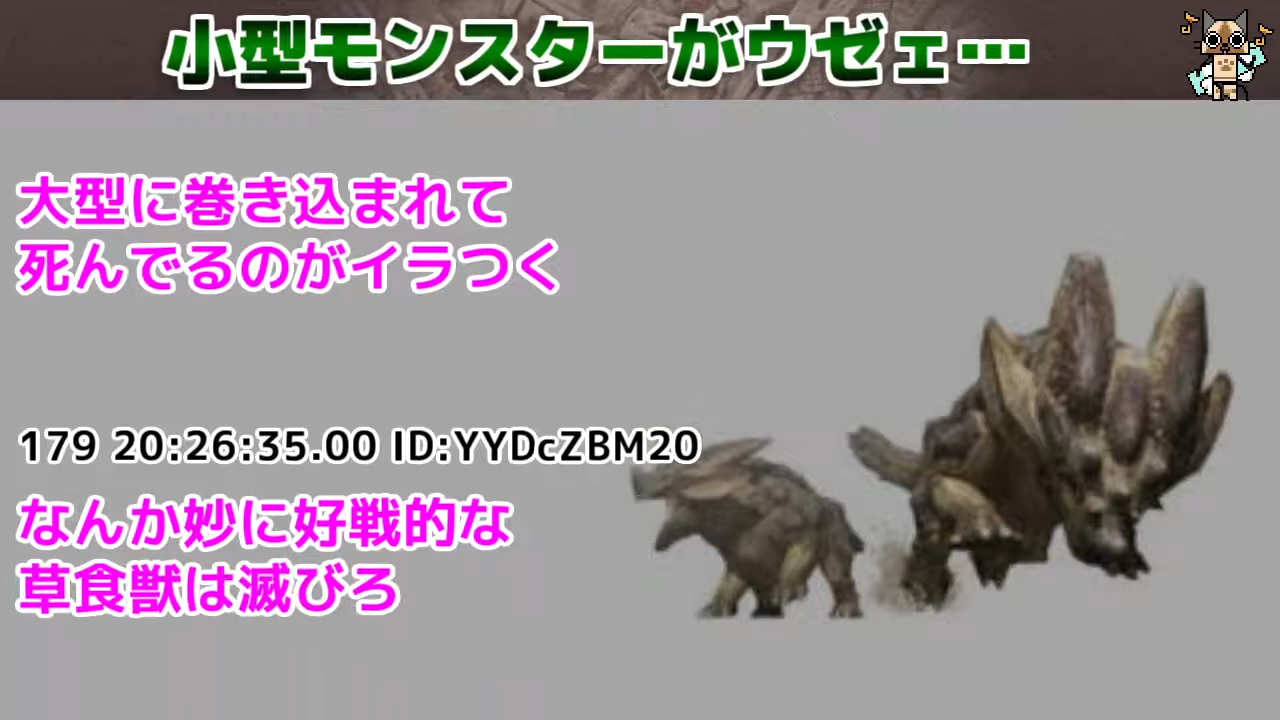 小型モンスターがウゼェ…
大型に巻き込まれて
死んでるのがイラつく
179 20:26:35.00 ID:YYDcZBM20
なんか妙に好戦的な
草食獣は滅びろ